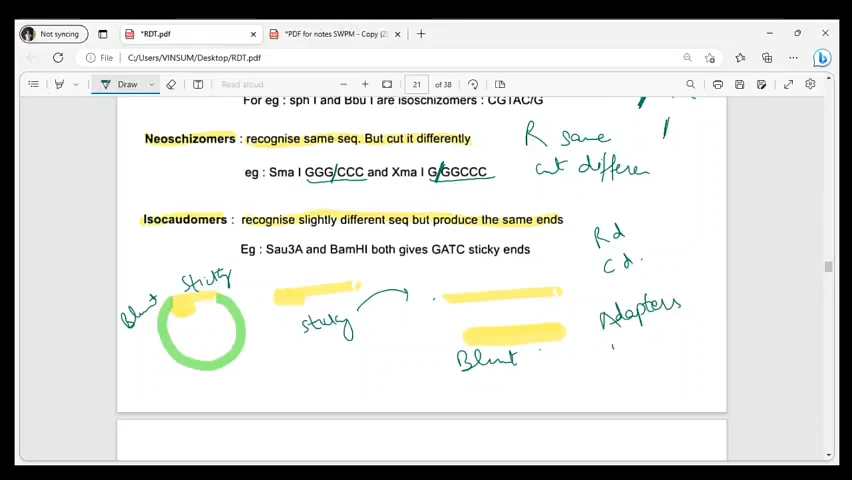 Not syncing
*RDT.pdf
*PDF for notes SWPM - Copy (2)
File C:/Users/VINSUM/Desktop/RDT.pdf
Draw
Read aloud
21 of 38
For eg : sph I and Bbu I are isoschizomers : CGTAC/G
Neoschizomers : recognise same seq. But cut it differently
R same
cut differen
eg : Sma I GGG/CCC and Xma I G/GGCCC
Isocaudomers : recognise slightly different seq but produce the same ends
Rd
Cd.
Eg : Sau3A and BamHI both gives GATC sticky ends
Sticky
Blunt
sticky
Adapters
Blunt